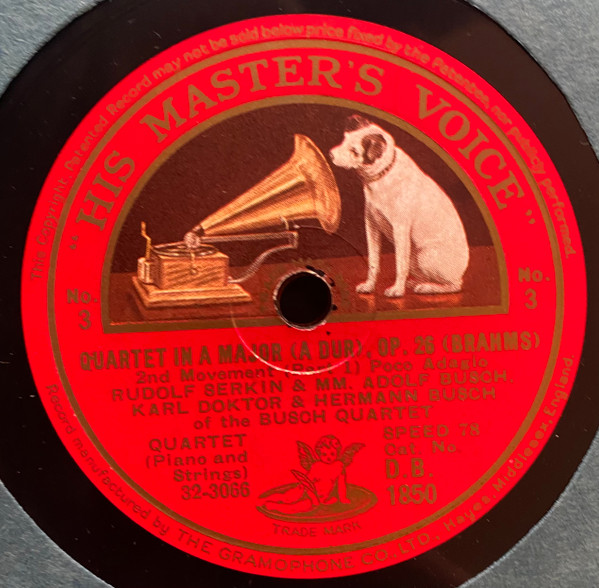 This Copyright Patented Record may not be sold below price fixed by the Patentee, nor publicly performed.
"HIS MASTER'S VOICE"
No. 3
No. 3
QUARTET IN A MAJOR (A DUR), OP. 26 (BRAHMS)
2nd Movement (Part 1) Poco Adagio
RUDOLF SERKIN & MM. ADOLF BUSCH,
KARL DOKTOR & HERMANN BUSCH
of the BUSCH QUARTET
QUARTET
(Piano and
Strings)
32-3066
SPEED 78
Cat. No.
D.B.
1850
TRADE MARK
Record manufactured by THE GRAMOPHONE CO., LTD., Hayes, Middlesex, England